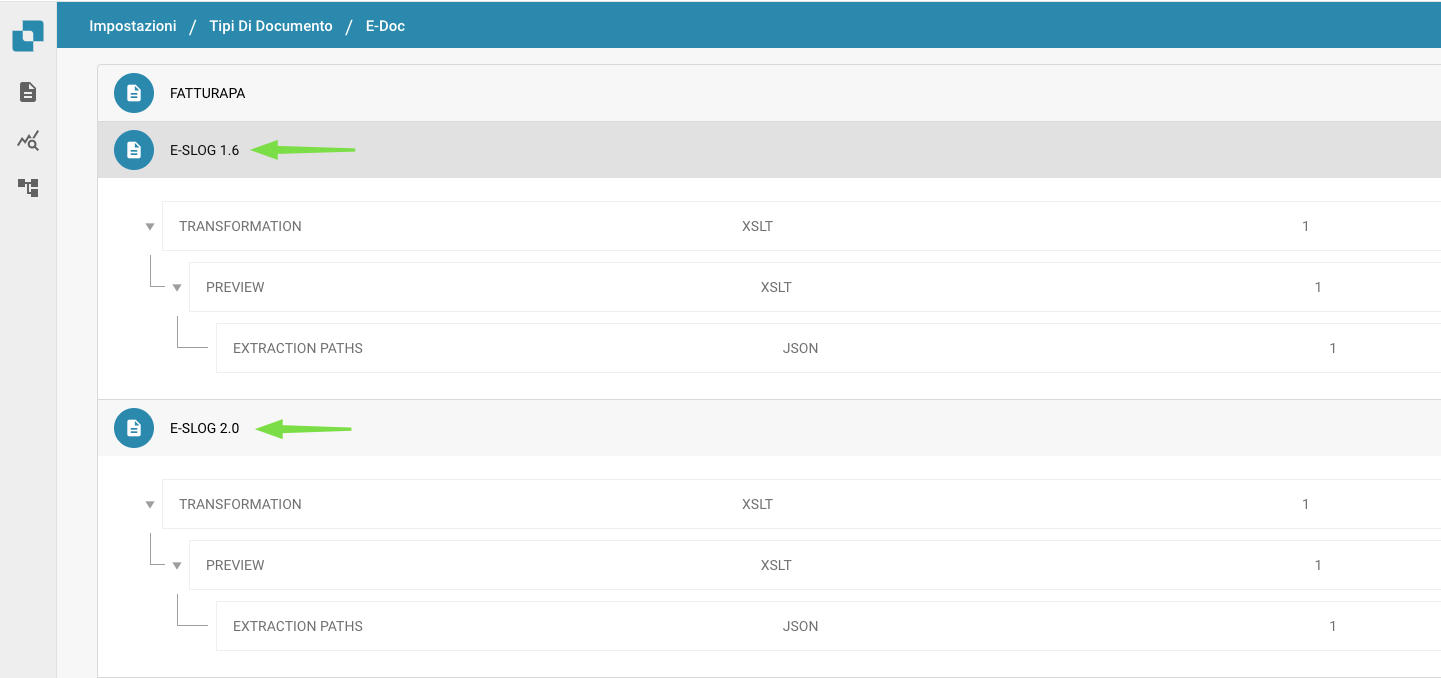 Impostazioni / Tipi Di Documento / E-Doc
FATTURAPA
E-SLOG 1.6
TRANSFORMATION XSLT 1
PREVIEW XSLT 1
EXTRACTION PATHS JSON 1
E-SLOG 2.0
TRANSFORMATION XSLT 1
PREVIEW XSLT 1
EXTRACTION PATHS JSON 1